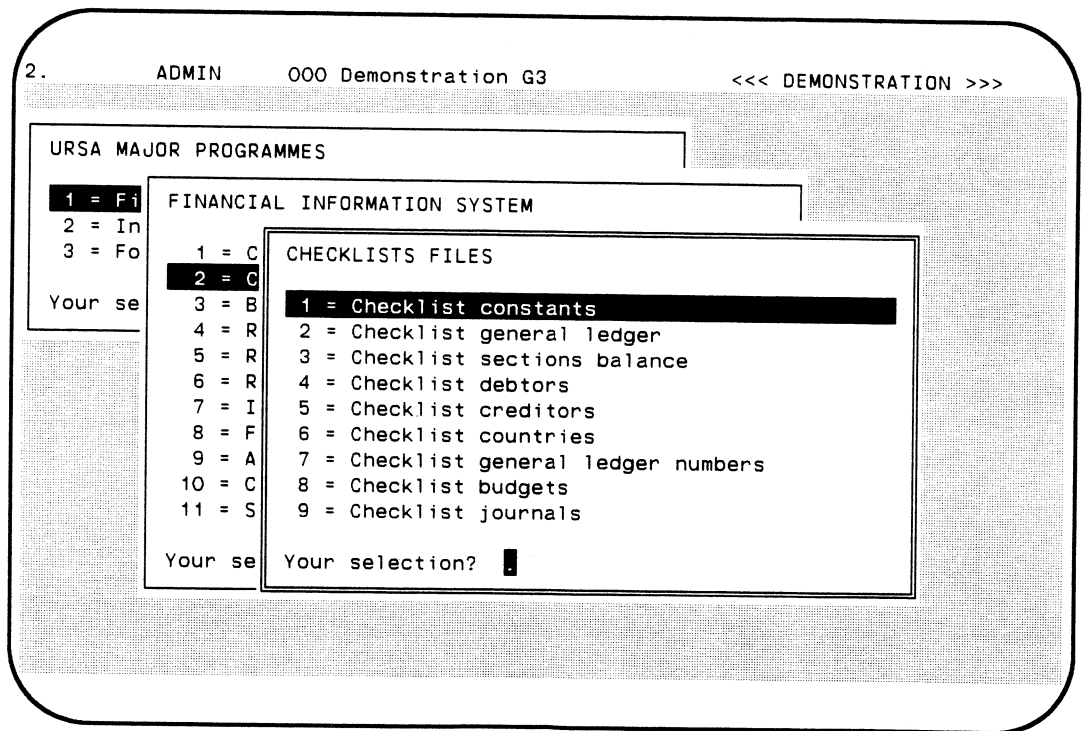 2. ADMIN 000 Demonstration G3 <<< DEMONSTRATION >>>
URSA MAJOR PROGRAMMES
1 = Fi
2 = In
3 = Fo
Your se
FINANCIAL INFORMATION SYSTEM
1 = C
2 = C
3 = B
4 = R
5 = R
6 = R
7 = I
8 = F
9 = A
10 = C
11 = S
Your se
CHECKLISTS FILES
1 = Checklist constants
2 = Checklist general ledger
3 = Checklist sections balance
4 = Checklist debtors
5 = Checklist creditors
6 = Checklist countries
7 = Checklist general ledger numbers
8 = Checklist budgets
9 = Checklist journals
Your selection? .